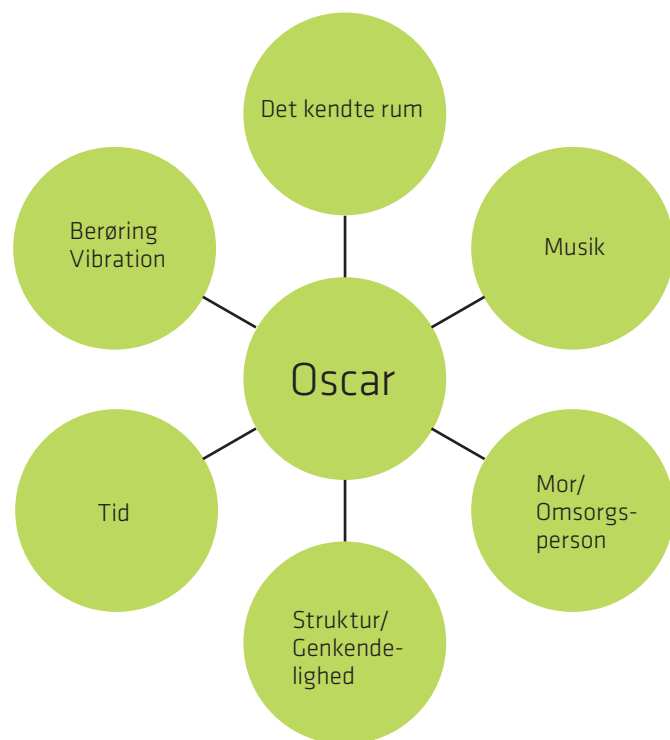 Det kendte rum
Berøring
Vibration
Musik
Oscar
Tid
Mor/
Omsorgs-
person
Struktur/
Genkende-
lighed